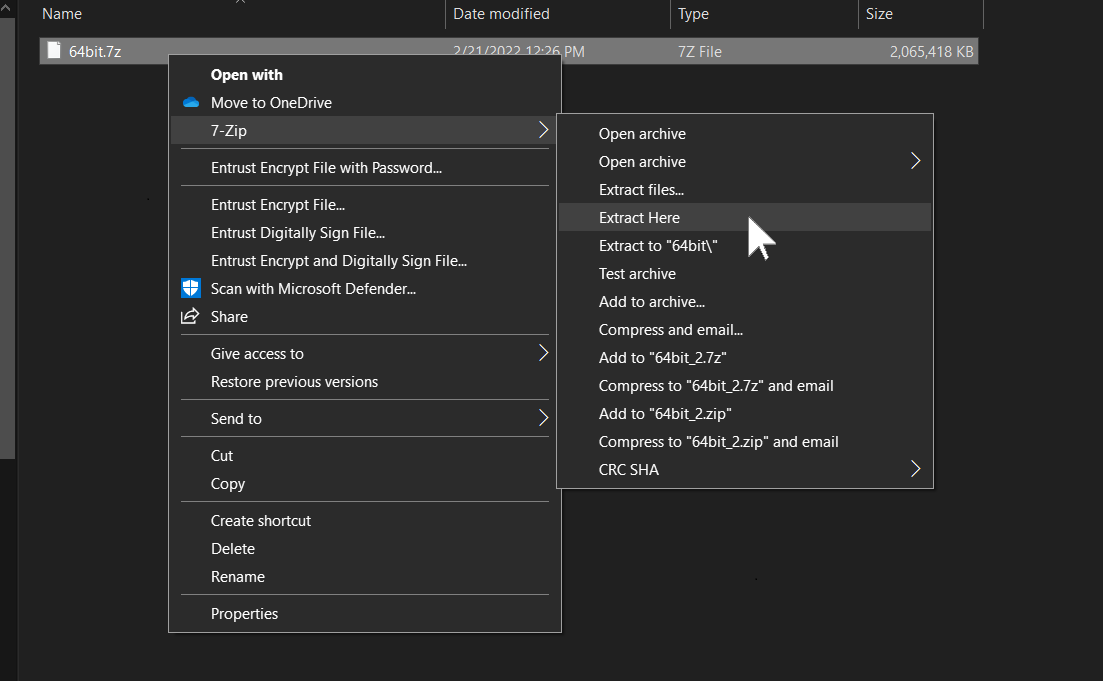 Name Date modified Type Size
64bit.7z 2/21/2022 12:26 PM 7Z File 2,065,418 KB
Open with
Move to OneDrive
7-Zip
Entrust Encrypt File with Password...
Entrust Encrypt File...
Entrust Digitally Sign File...
Entrust Encrypt and Digitally Sign File...
Scan with Microsoft Defender...
Share
Give access to
Restore previous versions
Send to
Cut
Copy
Create shortcut
Delete
Rename
Properties
Open archive
Open archive
Extract files...
Extract Here
Extract to "64bit\"
Test archive
Add to archive...
Compress and email...
Add to "64bit_2.7z"
Compress to "64bit_2.7z" and email
Add to "64bit_2.zip"
Compress to "64bit_2.zip" and email
CRC SHA